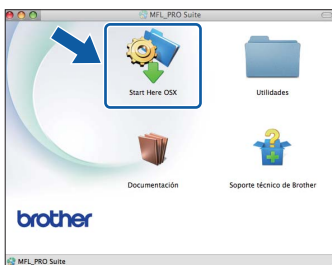 MFL_PRO Suite
Start Here OSX
Utilidades
Documentación
Soporte técnico de Brother
brother
MFL_PRO Suite